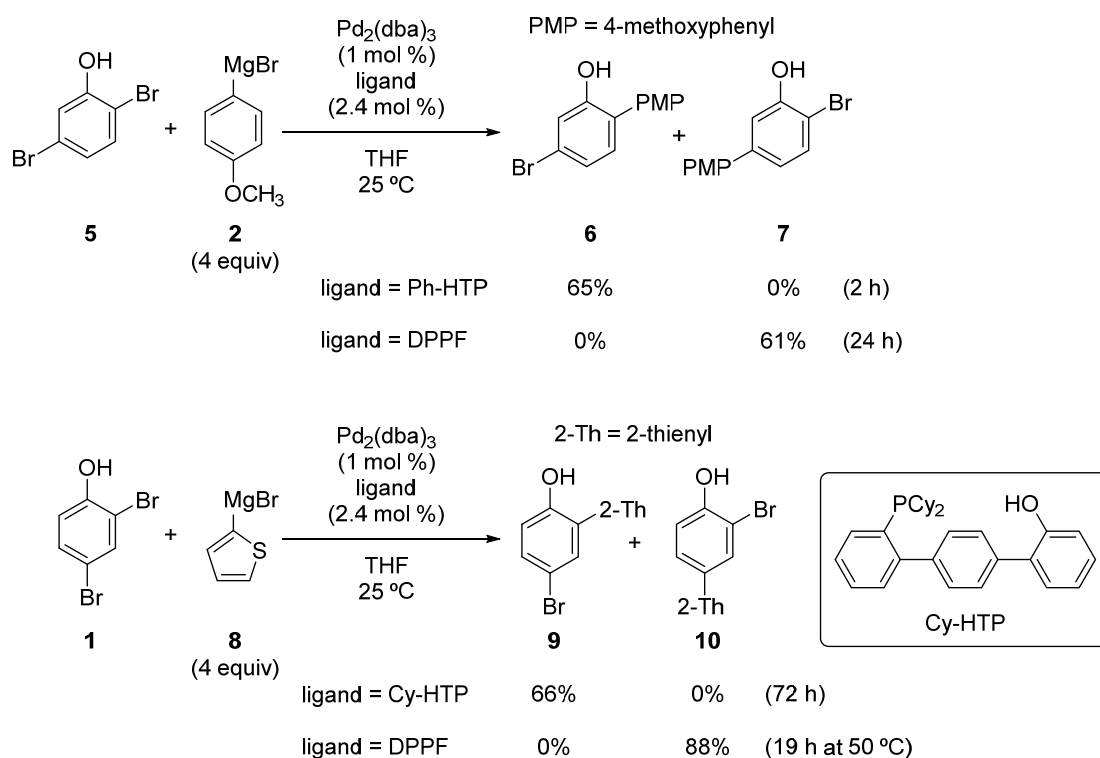 Pd2(dba)3
(1 mol %)
ligand
(2.4 mol %)
THF
25 ºC
PMP = 4-methoxyphenyl
OH
Br
Br
+
MgBr
OCH3
OH
PMP
Br
+
OH
Br
PMP
5
2
(4 equiv)
6
7
ligand = Ph-HTP 65% 0% (2 h)
ligand = DPPF 0% 61% (24 h)
Pd2(dba)3
(1 mol %)
ligand
(2.4 mol %)
THF
25 ºC
2-Th = 2-thienyl
OH
Br
Br
+
MgBr
S
OH
2-Th
Br
+
OH
Br
2-Th
1
8
(4 equiv)
9
10
PCy2
HO
Cy-HTP
ligand = Cy-HTP 66% 0% (72 h)
ligand = DPPF 0% 88% (19 h at 50 ºC)